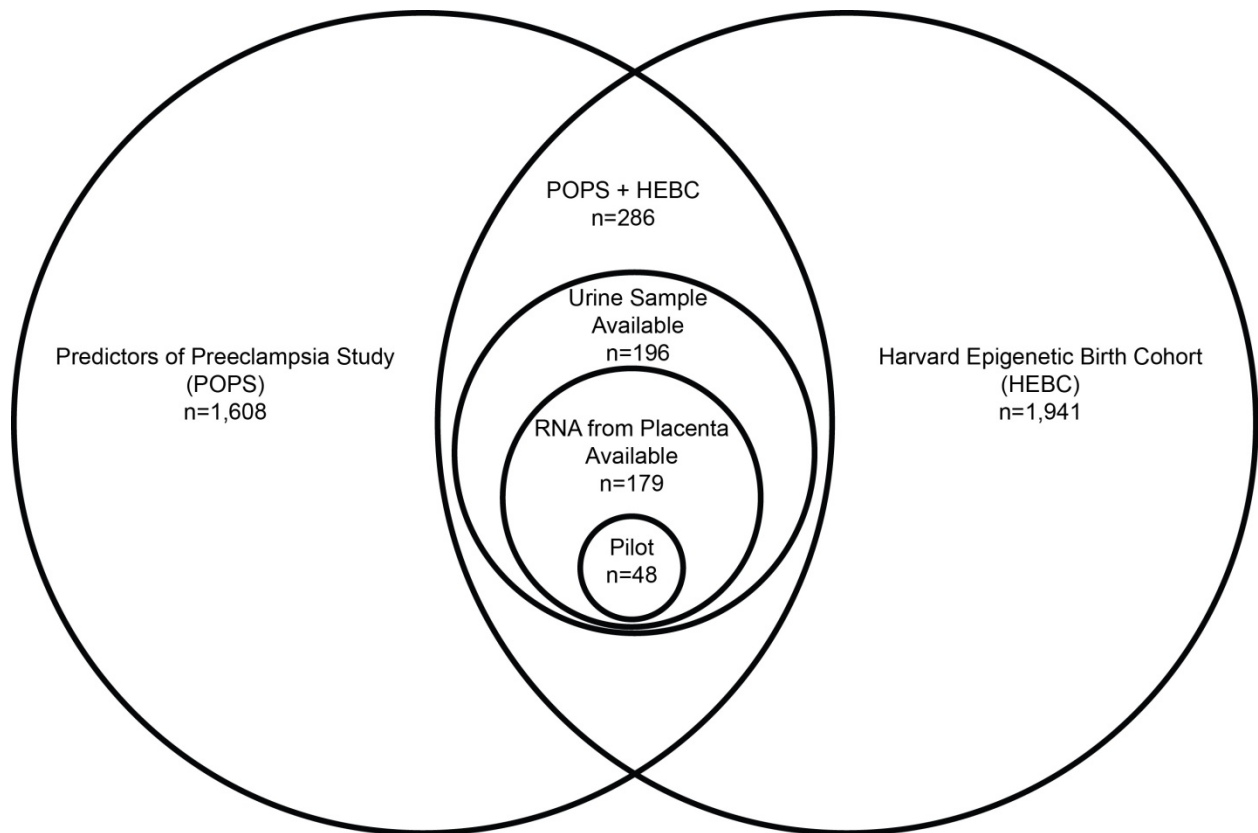 POPS + HEBC
n=286
Urine Sample
Available
n=196
Predictors of Preeclampsia Study
(POPS)
n=1,608
Harvard Epigenetic Birth Cohort
(HEBC)
n=1,941
RNA from Placenta
Available
n=179
Pilot
n=48